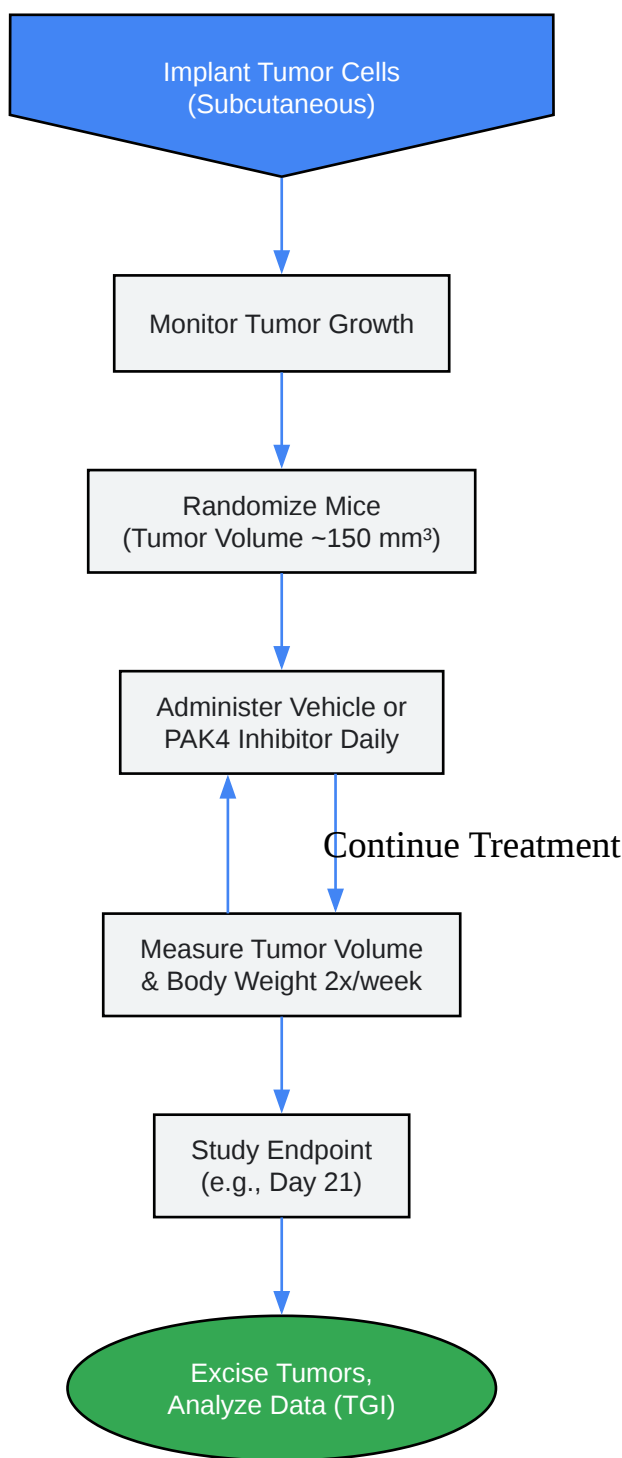 Implant Tumor Cells
(Subcutaneous)
Monitor Tumor Growth
Randomize Mice
(Tumor Volume ~150 mm³)
Administer Vehicle or
PAK4 Inhibitor Daily
Continue Treatment
Measure Tumor Volume
& Body Weight 2x/week
Study Endpoint
(e.g., Day 21)
Excise Tumors,
Analyze Data (TGI)